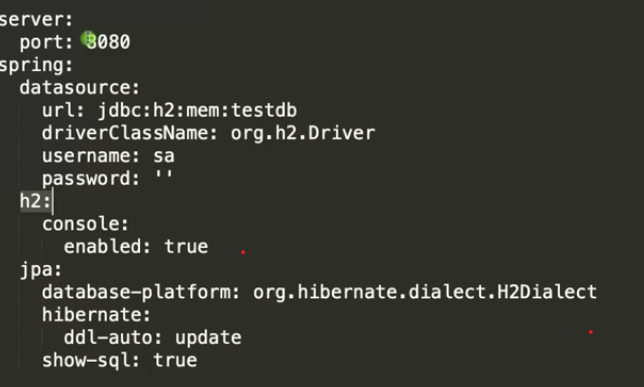 server:
  port: 8080
spring:
  datasource:
    url: jdbc:h2:mem:testdb
    driverClassName: org.h2.Driver
    username: sa
    password: ''
  h2:
    console:
      enabled: true
  jpa:
    database-platform: org.hibernate.dialect.H2Dialect
    hibernate:
      ddl-auto: update
    show-sql: true